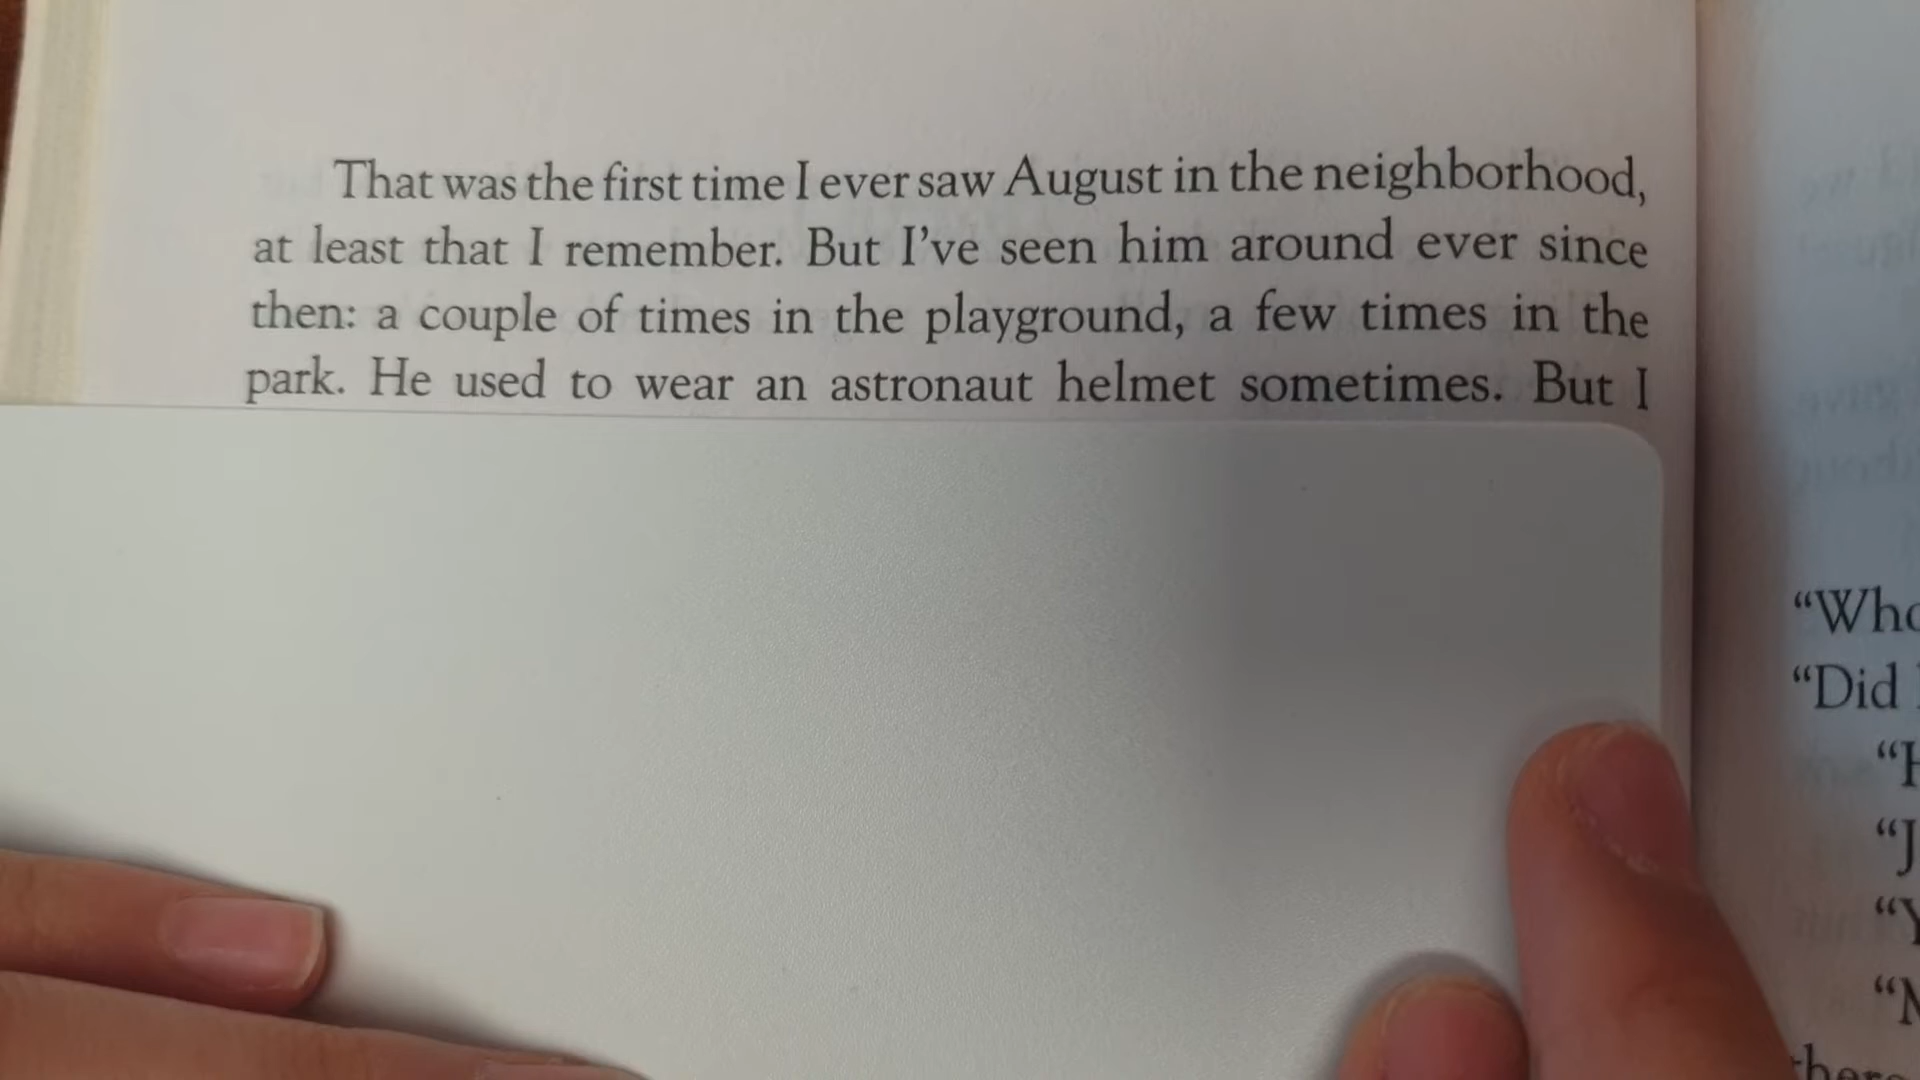 That was the first time I ever saw August in the neighborhood,
at least that I remember. But I've seen him around ever since
then: a couple of times in the playground, a few times in the
park. He used to wear an astronaut helmet sometimes. But I
“Did